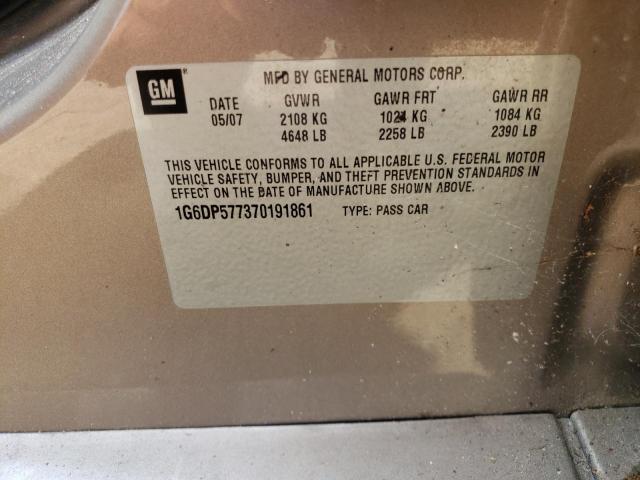 GM ®
MFD BY GENERAL MOTORS CORP.
DATE GVWR GAWR FRT GAWR RR
05/07 2108 KG 1024 KG 1084 KG
4648 LB 2258 LB 2390 LB
THIS VEHICLE CONFORMS TO ALL APPLICABLE U.S. FEDERAL MOTOR
VEHICLE SAFETY, BUMPER, AND THEFT PREVENTION STANDARDS IN
EFFECT ON THE DATE OF MANUFACTURE SHOWN ABOVE.
1G6DP577370191861 TYPE: PASS CAR